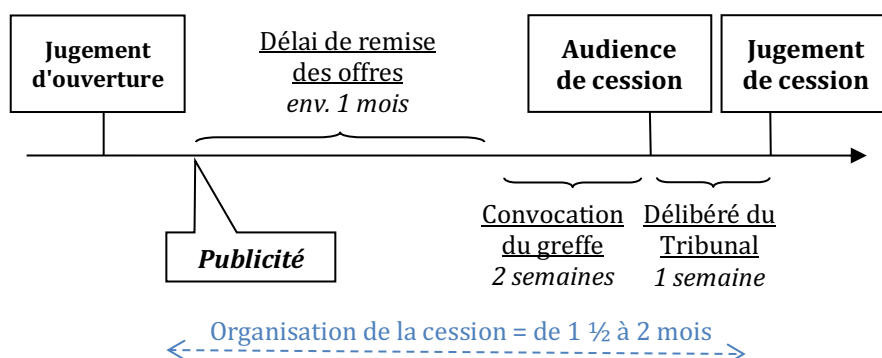 Jugement
d'ouverture
Délai de remise
des offres
env. 1 mois
Audience
de cession
Jugement
de cession
Publicité
Convocation
du greffe
2 semaines
Délibéré du
Tribunal
1 semaine
Organisation de la cession = de 1 ½ à 2 mois